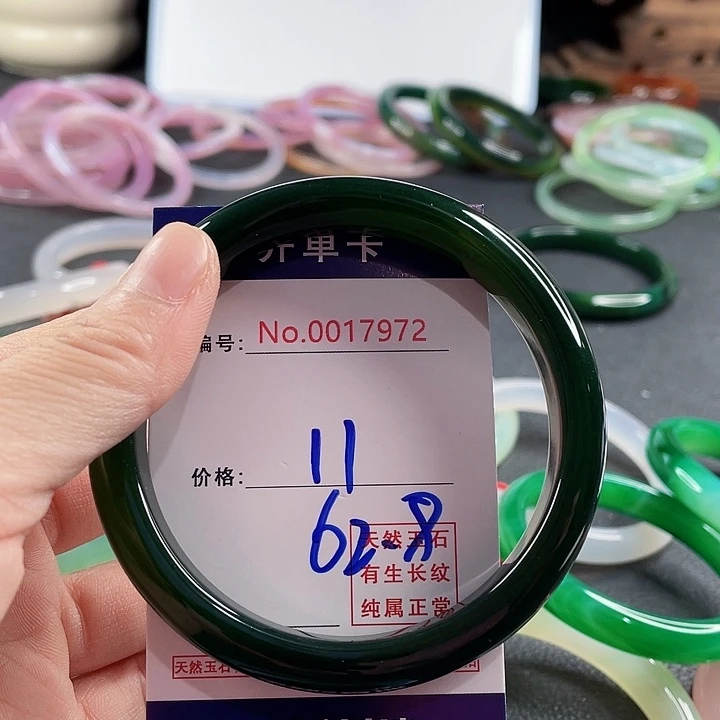 开单卡
编号: No.0017972
价格: 11
62.8
天然玉石
有生长纹
纯属正常
天然玉石